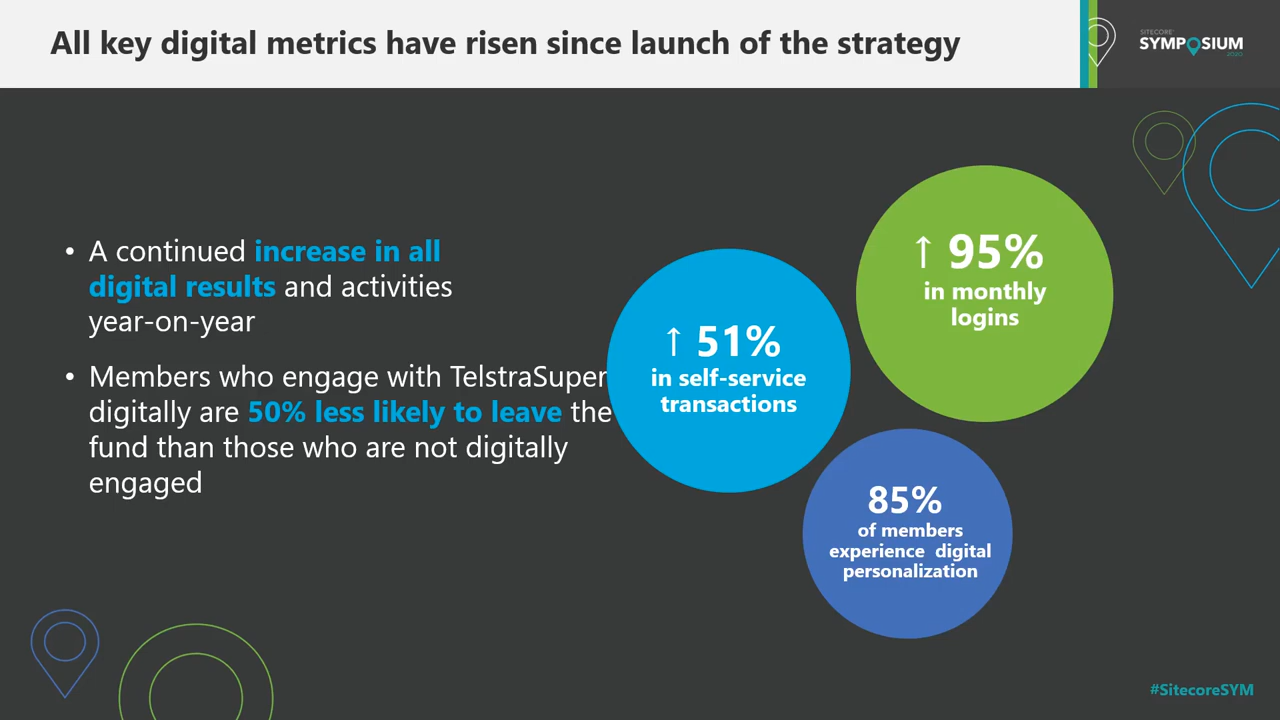 All key digital metrics have risen since launch of the strategy
SITECORE®
SYMPOSIUM
2020
• A continued increase in all
digital results and activities
year-on-year
• Members who engage with TelstraSuper
digitally are 50% less likely to leave the
fund than those who are not digitally
engaged
↑ 51%
in self-service
transactions
↑ 95%
in monthly
logins
85%
of members
experience digital
personalization
#SitecoreSYM